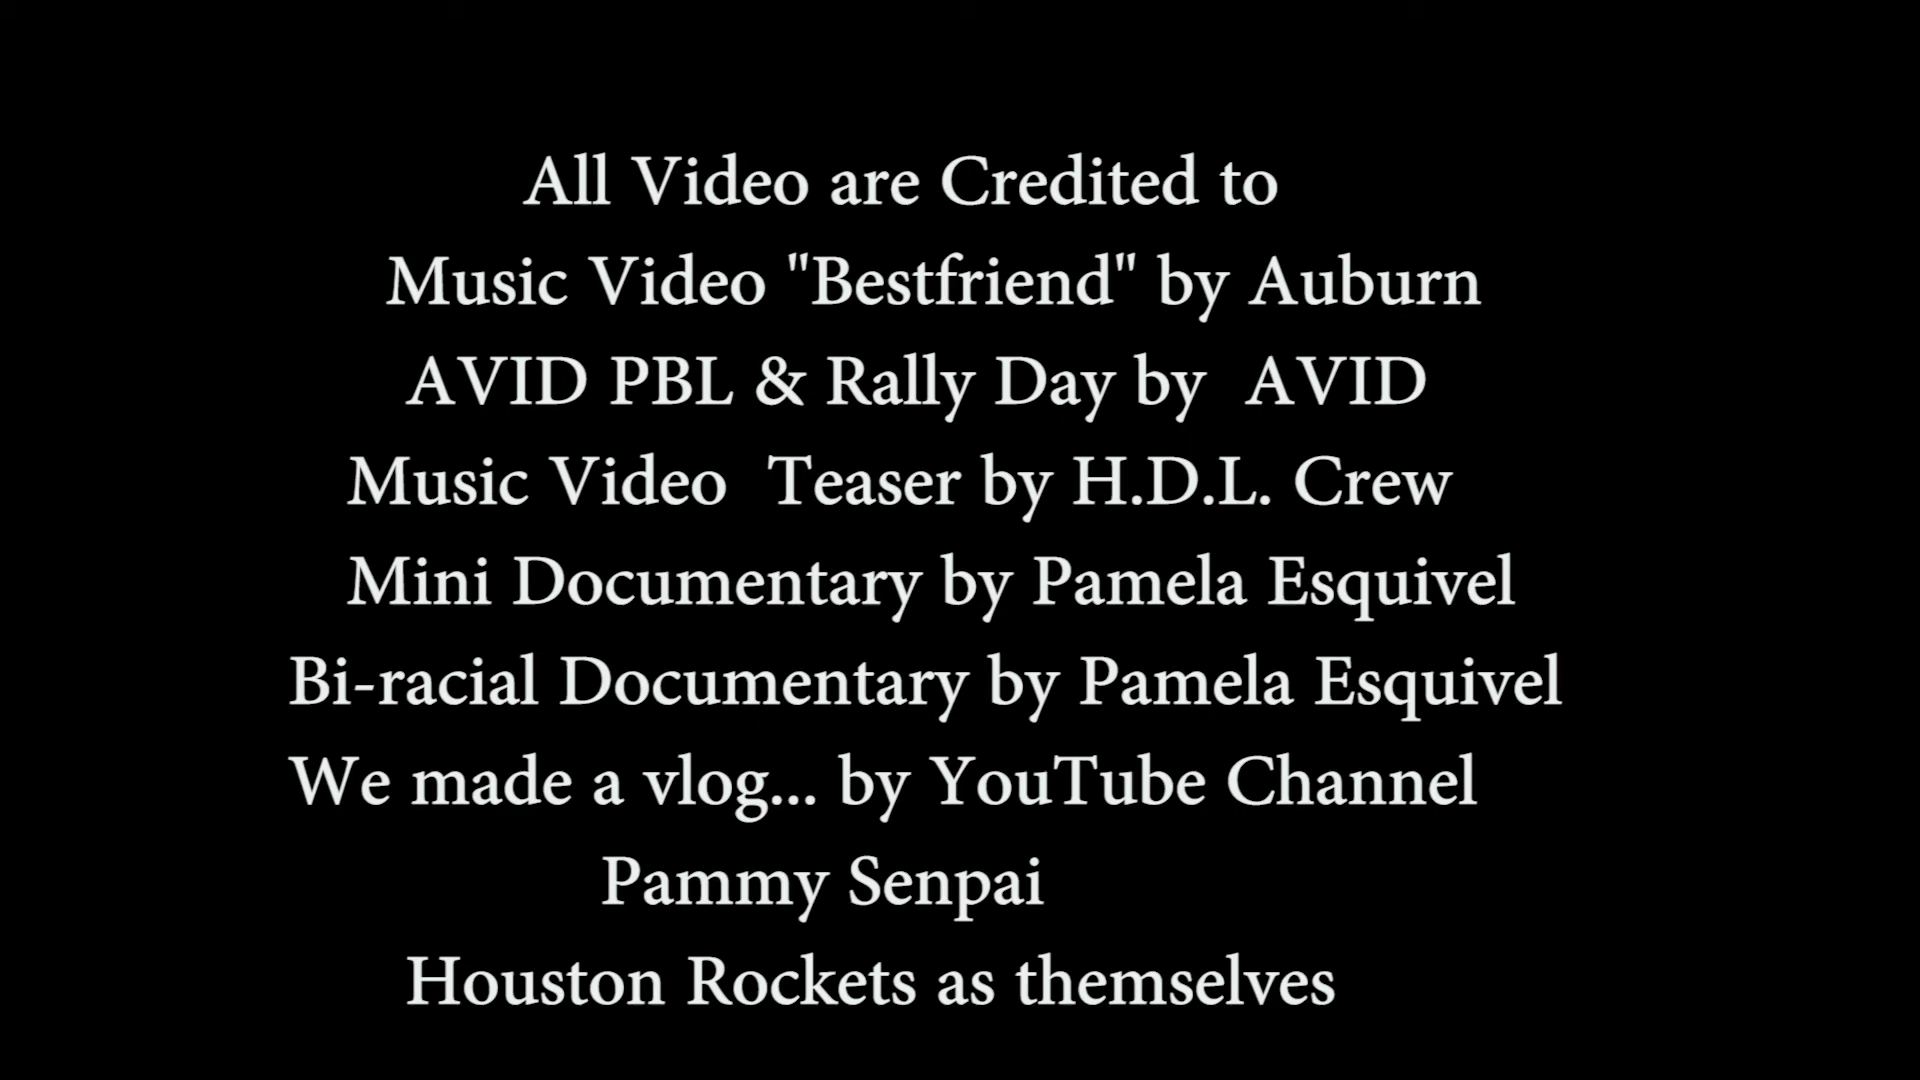 All Video are Credited to
Music Video "Bestfriend" by Auburn
AVID PBL & Rally Day by  AVID
Music Video  Teaser by H.D.L. Crew
Mini Documentary by Pamela Esquivel
Bi-racial Documentary by Pamela Esquivel
We made a vlog... by YouTube Channel
Pammy Senpai
Houston Rockets as themselves